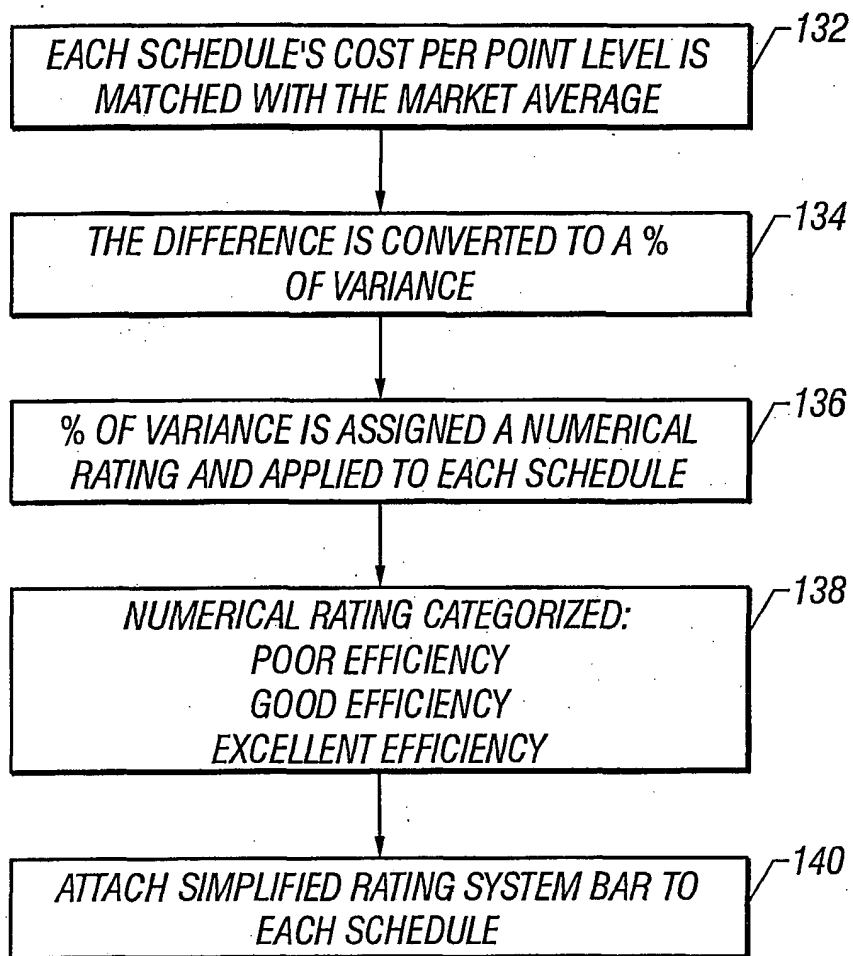 132
EACH SCHEDULE'S COST PER POINT LEVEL IS
MATCHED WITH THE MARKET AVERAGE
134
THE DIFFERENCE IS CONVERTED TO A %
OF VARIANCE
136
% OF VARIANCE IS ASSIGNED A NUMERICAL
RATING AND APPLIED TO EACH SCHEDULE
138
NUMERICAL RATING CATEGORIZED:
POOR EFFICIENCY
GOOD EFFICIENCY
EXCELLENT EFFICIENCY
140
ATTACH SIMPLIFIED RATING SYSTEM BAR TO
EACH SCHEDULE